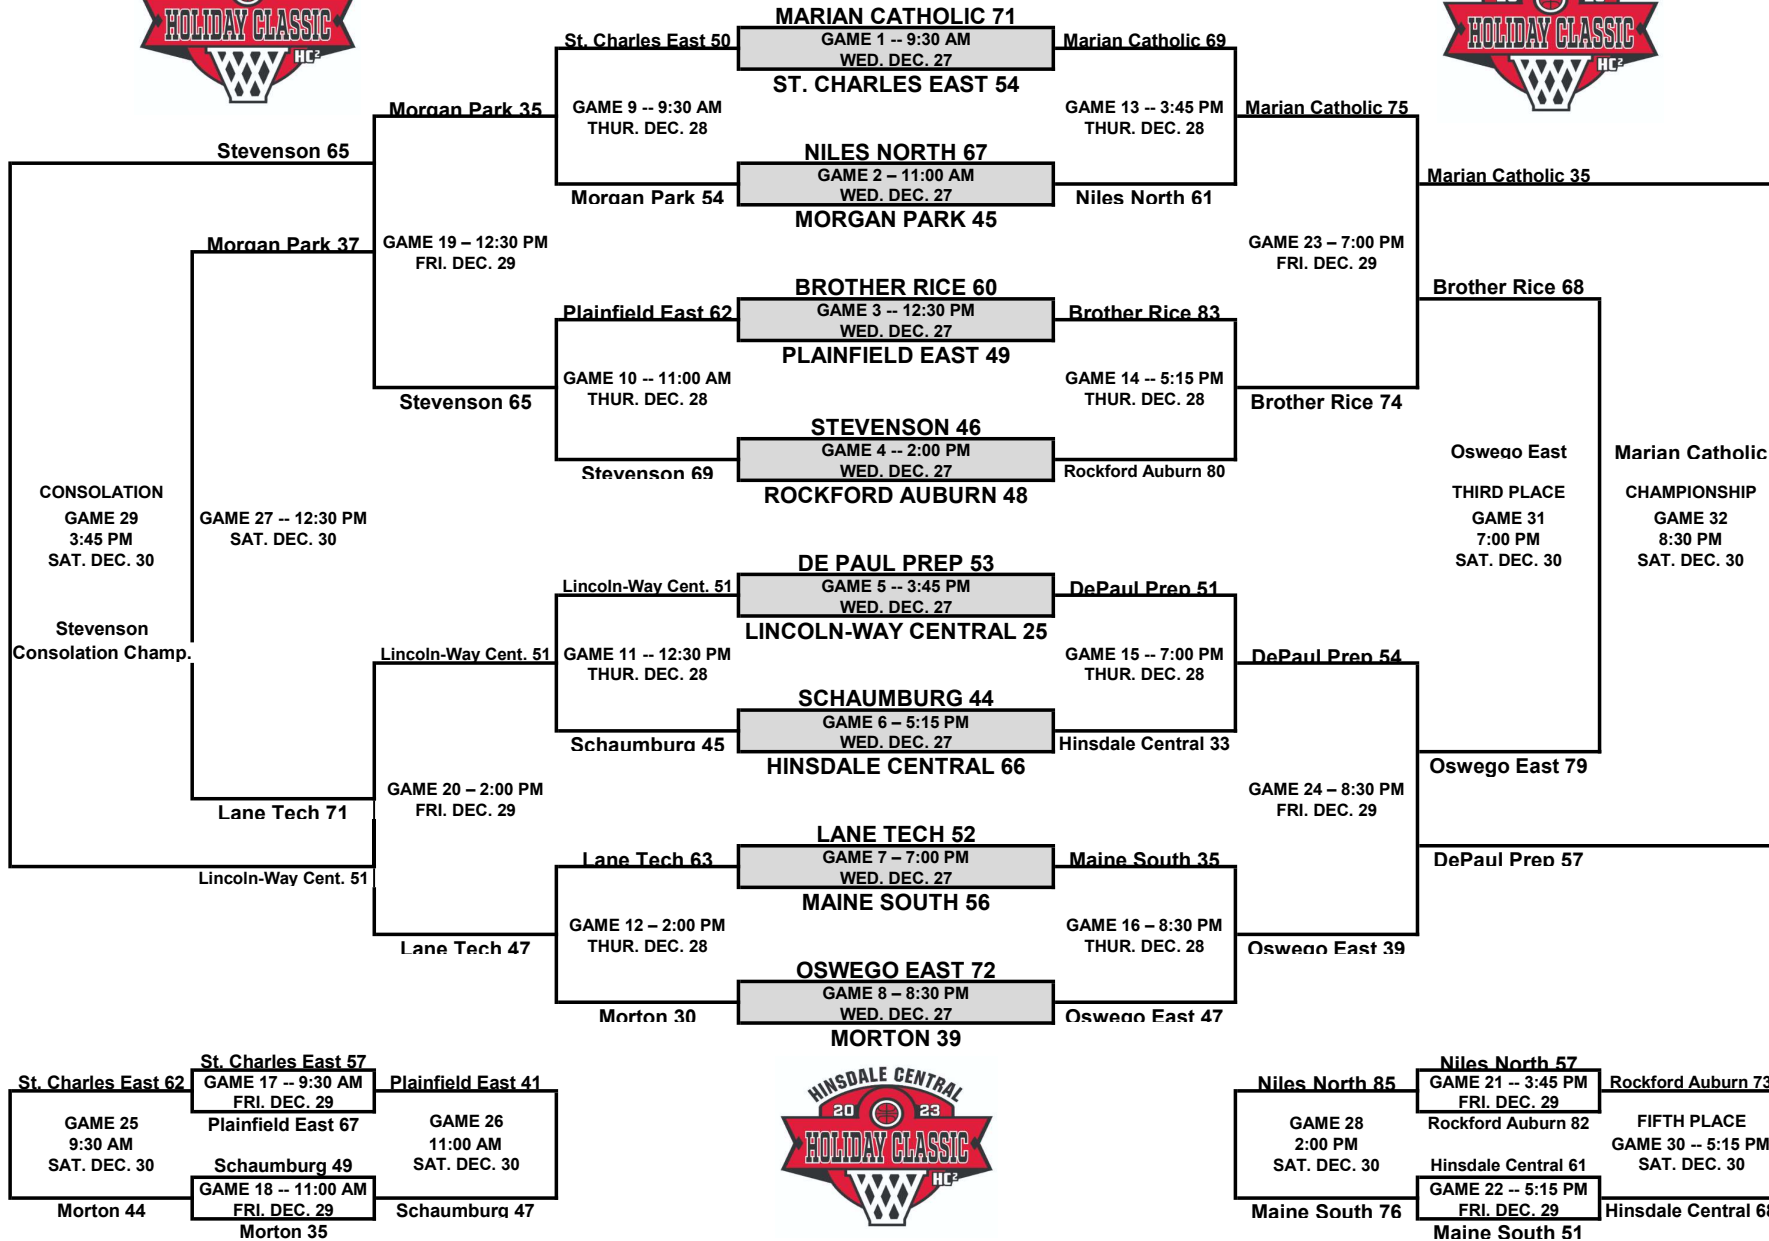 HOLIDAY CLASSIC
HC²
HOLIDAY CLASSIC
HC²
MARIAN CATHOLIC 71
St. Charles East 50
GAME 1 -- 9:30 AM
WED. DEC. 27
Marian Catholic 69
ST. CHARLES EAST 54
Morgan Park 35
GAME 9 -- 9:30 AM
THUR. DEC. 28
GAME 13 -- 3:45 PM
THUR. DEC. 28
Marian Catholic 75
Stevenson 65
NILES NORTH 67
GAME 2 – 11:00 AM
WED. DEC. 27
Marian Catholic 35
Morgan Park 54
Niles North 61
MORGAN PARK 45
Morgan Park 37
GAME 19 – 12:30 PM
FRI. DEC. 29
GAME 23 – 7:00 PM
FRI. DEC. 29
BROTHER RICE 60
Brother Rice 68
Plainfield East 62
GAME 3 -- 12:30 PM
WED. DEC. 27
Brother Rice 83
PLAINFIELD EAST 49
GAME 10 -- 11:00 AM
THUR. DEC. 28
GAME 14 -- 5:15 PM
THUR. DEC. 28
Stevenson 65
Brother Rice 74
STEVENSON 46
GAME 4 -- 2:00 PM
WED. DEC. 27
Stevenson 69
Rockford Auburn 80
ROCKFORD AUBURN 48
Oswego East
Marian Catholic
CONSOLATION
GAME 29
3:45 PM
SAT. DEC. 30
GAME 27 -- 12:30 PM
SAT. DEC. 30
THIRD PLACE
GAME 31
7:00 PM
SAT. DEC. 30
CHAMPIONSHIP
GAME 32
8:30 PM
SAT. DEC. 30
DE PAUL PREP 53
Lincoln-Way Cent. 51
GAME 5 -- 3:45 PM
WED. DEC. 27
DePaul Prep 51
LINCOLN-WAY CENTRAL 25
Stevenson
Consolation Champ.
Lincoln-Way Cent. 51
GAME 11 -- 12:30 PM
THUR. DEC. 28
GAME 15 -- 7:00 PM
THUR. DEC. 28
DePaul Prep 54
SCHAUMBURG 44
GAME 6 – 5:15 PM
WED. DEC. 27
Schaumburg 45
Hinsdale Central 33
HINSDALE CENTRAL 66
Oswego East 79
GAME 20 – 2:00 PM
FRI. DEC. 29
GAME 24 – 8:30 PM
FRI. DEC. 29
Lane Tech 71
LANE TECH 52
Lane Tech 63
GAME 7 – 7:00 PM
WED. DEC. 27
Maine South 35
DePaul Prep 57
Lincoln-Way Cent. 51
MAINE SOUTH 56
GAME 12 – 2:00 PM
THUR. DEC. 28
GAME 16 – 8:30 PM
THUR. DEC. 28
Lane Tech 47
Oswego East 39
OSWEGO EAST 72
GAME 8 – 8:30 PM
WED. DEC. 27
Morton 30
Oswego East 47
MORTON 39
St. Charles East 57
St. Charles East 62
GAME 17 -- 9:30 AM
FRI. DEC. 29
Plainfield East 41
Plainfield East 67
GAME 25
9:30 AM
SAT. DEC. 30
GAME 26
11:00 AM
SAT. DEC. 30
Schaumburg 49
GAME 18 -- 11:00 AM
FRI. DEC. 29
Morton 44
Schaumburg 47
Morton 35
HINSDALE CENTRAL
20 23
HOLIDAY CLASSIC
HC²
Niles North 57
Niles North 85
GAME 21 -- 3:45 PM
FRI. DEC. 29
Rockford Auburn 73
Rockford Auburn 82
GAME 28
2:00 PM
SAT. DEC. 30
FIFTH PLACE
GAME 30 -- 5:15 PM
SAT. DEC. 30
Hinsdale Central 61
GAME 22 -- 5:15 PM
FRI. DEC. 29
Maine South 76
Hinsdale Central 68
Maine South 51